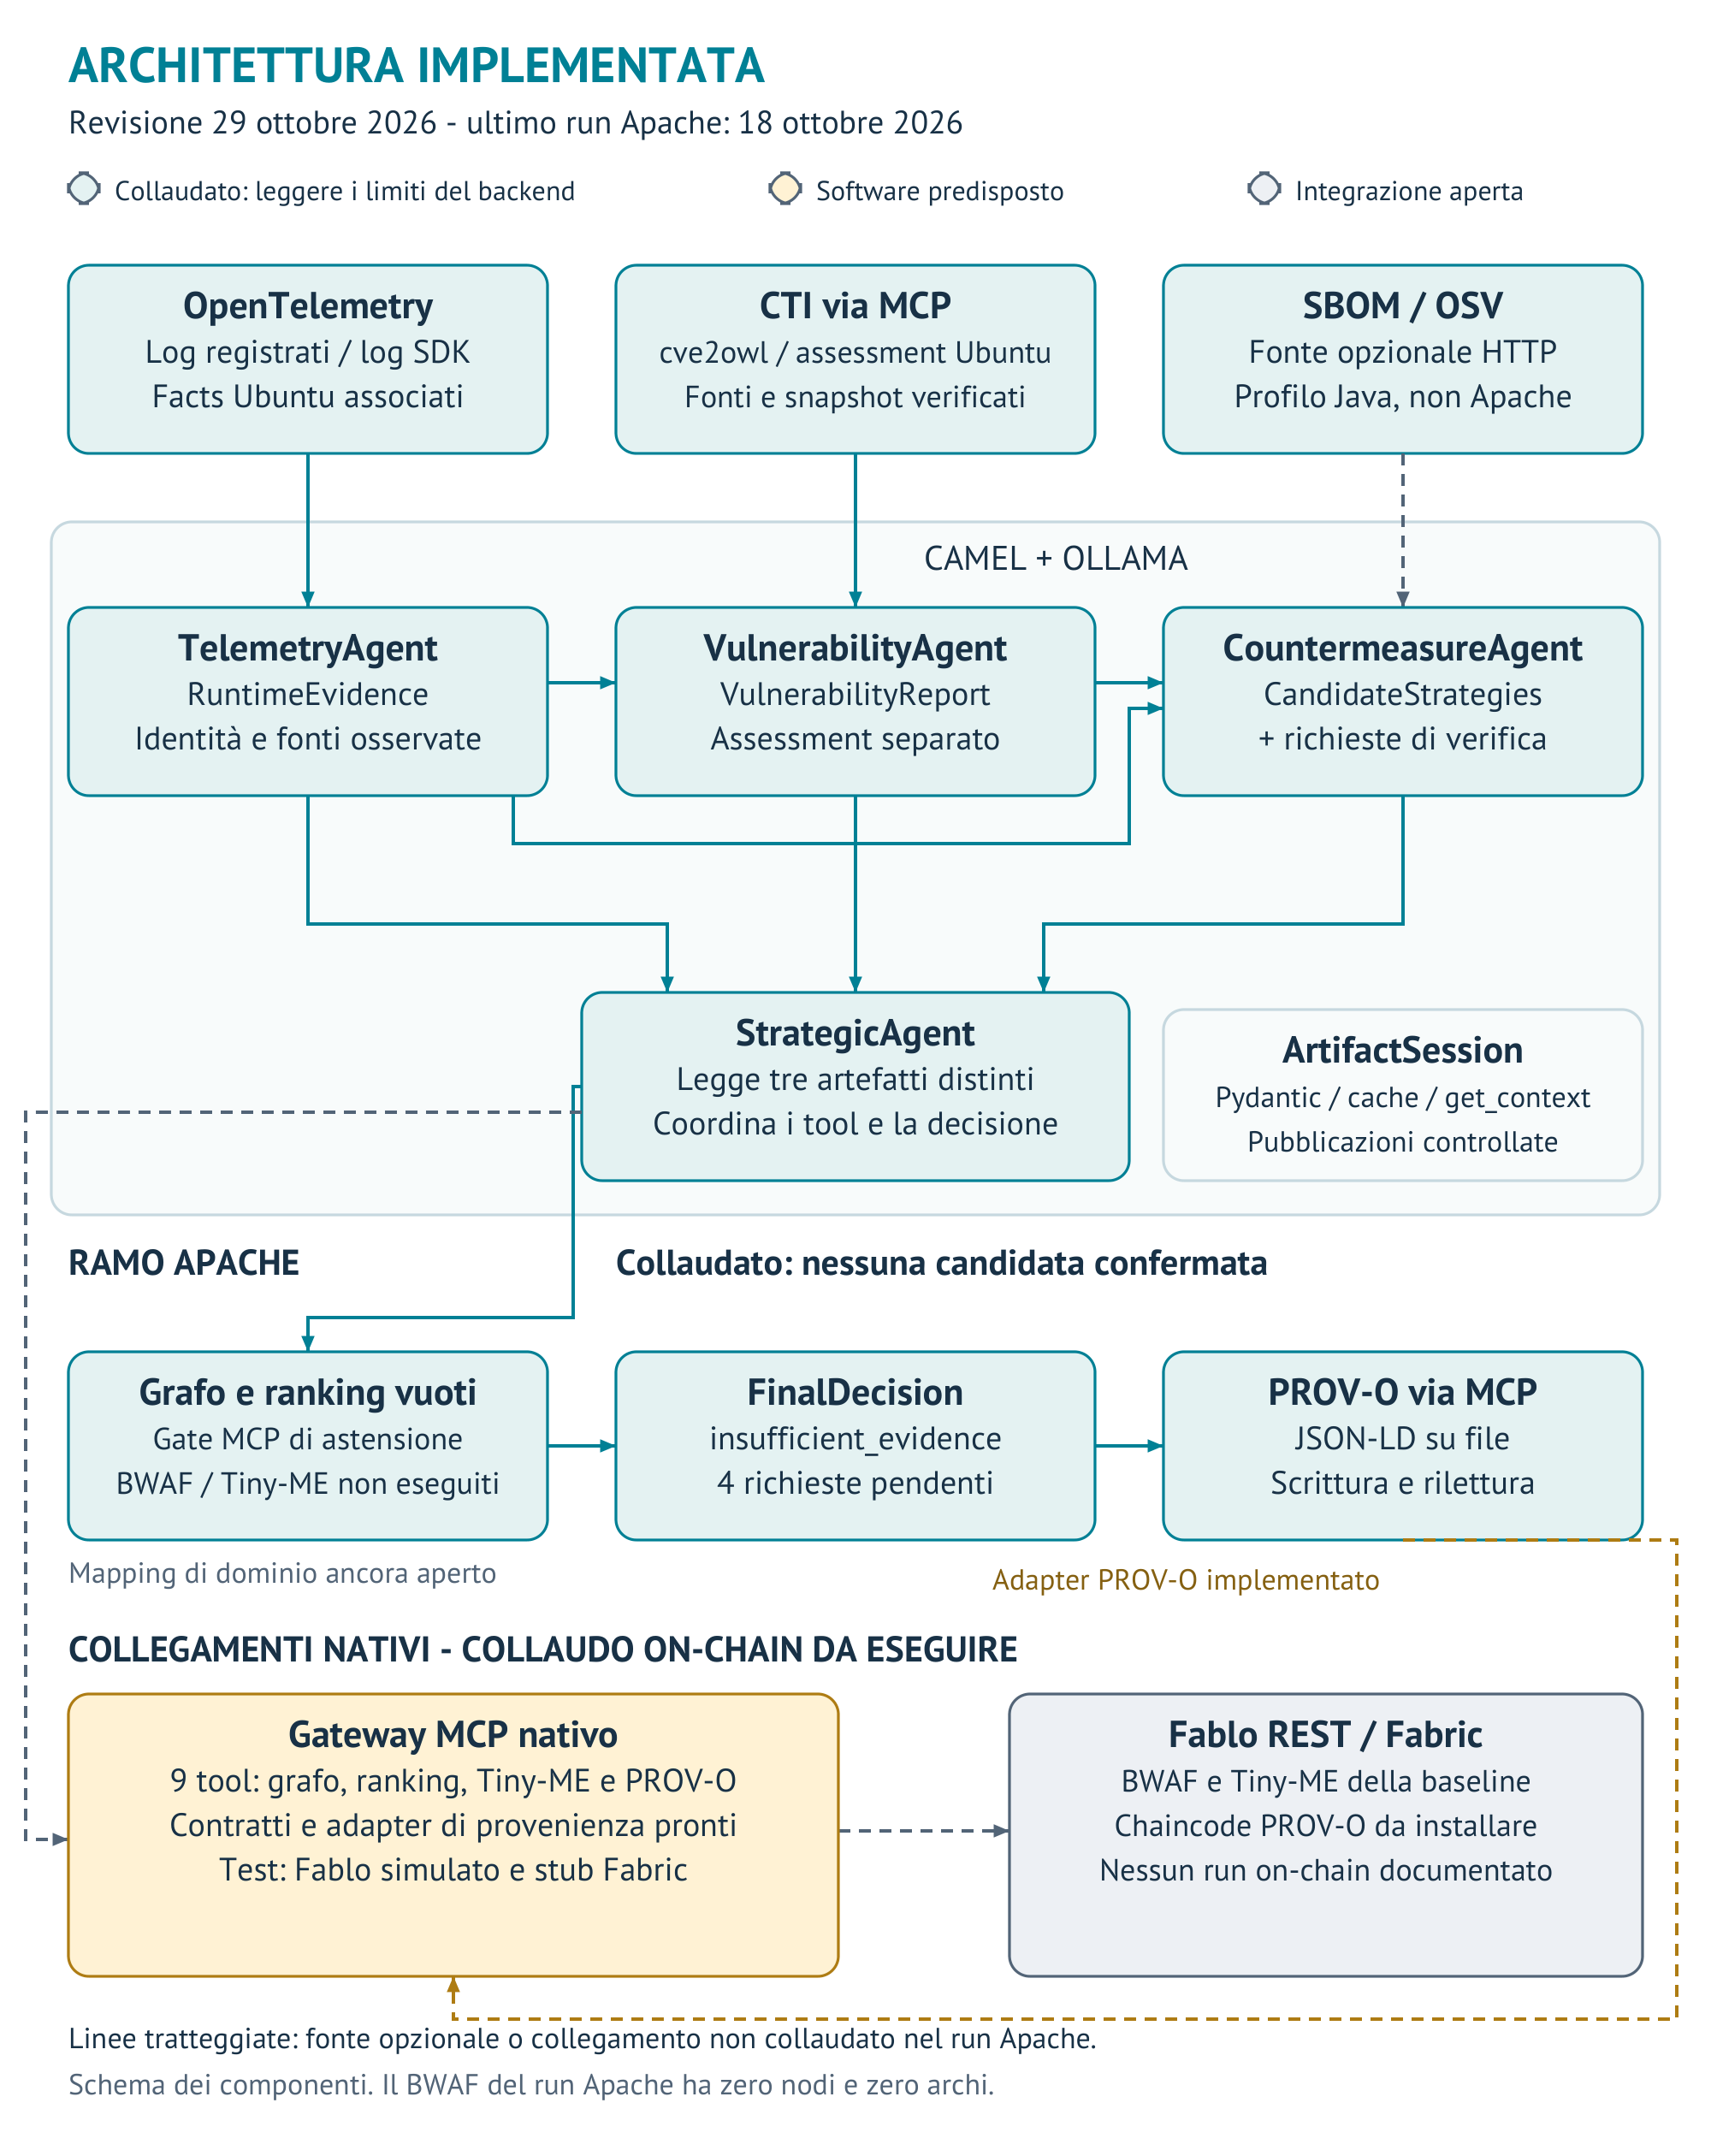 ARCHITETTURA IMPLEMENTATA
Revisione 29 ottobre 2026 - ultimo run Apache: 18 ottobre 2026
Collaudato: leggere i limiti del backend
Software predisposto
Integrazione aperta
OpenTelemetry
Log registrati / log SDK
Facts Ubuntu associati
CTI via MCP
cve2owl / assessment Ubuntu
Fonti e snapshot verificati
SBOM / OSV
Fonte opzionale HTTP
Profilo Java, non Apache
CAMEL + OLLAMA
TelemetryAgent
RuntimeEvidence
Identità e fonti osservate
VulnerabilityAgent
VulnerabilityReport
Assessment separato
CountermeasureAgent
CandidateStrategies
+ richieste di verifica
StrategicAgent
Legge tre artefatti distinti
Coordina i tool e la decisione
ArtifactSession
Pydantic / cache / get_context
Pubblicazioni controllate
RAMO APACHE
Collaudato: nessuna candidata confermata
Grafo e ranking vuoti
Gate MCP di astensione
BWAF / Tiny-ME non eseguiti
FinalDecision
insufficient_evidence
4 richieste pendenti
PROV-O via MCP
JSON-LD su file
Scrittura e rilettura
Mapping di dominio ancora aperto
Adapter PROV-O implementato
COLLEGAMENTI NATIVI - COLLAUDO ON-CHAIN DA ESEGUIRE
Gateway MCP nativo
9 tool: grafo, ranking, Tiny-ME e PROV-O
Contratti e adapter di provenienza pronti
Test: Fablo simulato e stub Fabric
Fablo REST / Fabric
BWAF e Tiny-ME della baseline
Chaincode PROV-O da installare
Nessun run on-chain documentato
Linee tratteggiate: fonte opzionale o collegamento non collaudato nel run Apache.
Schema dei componenti. Il BWAF del run Apache ha zero nodi e zero archi.